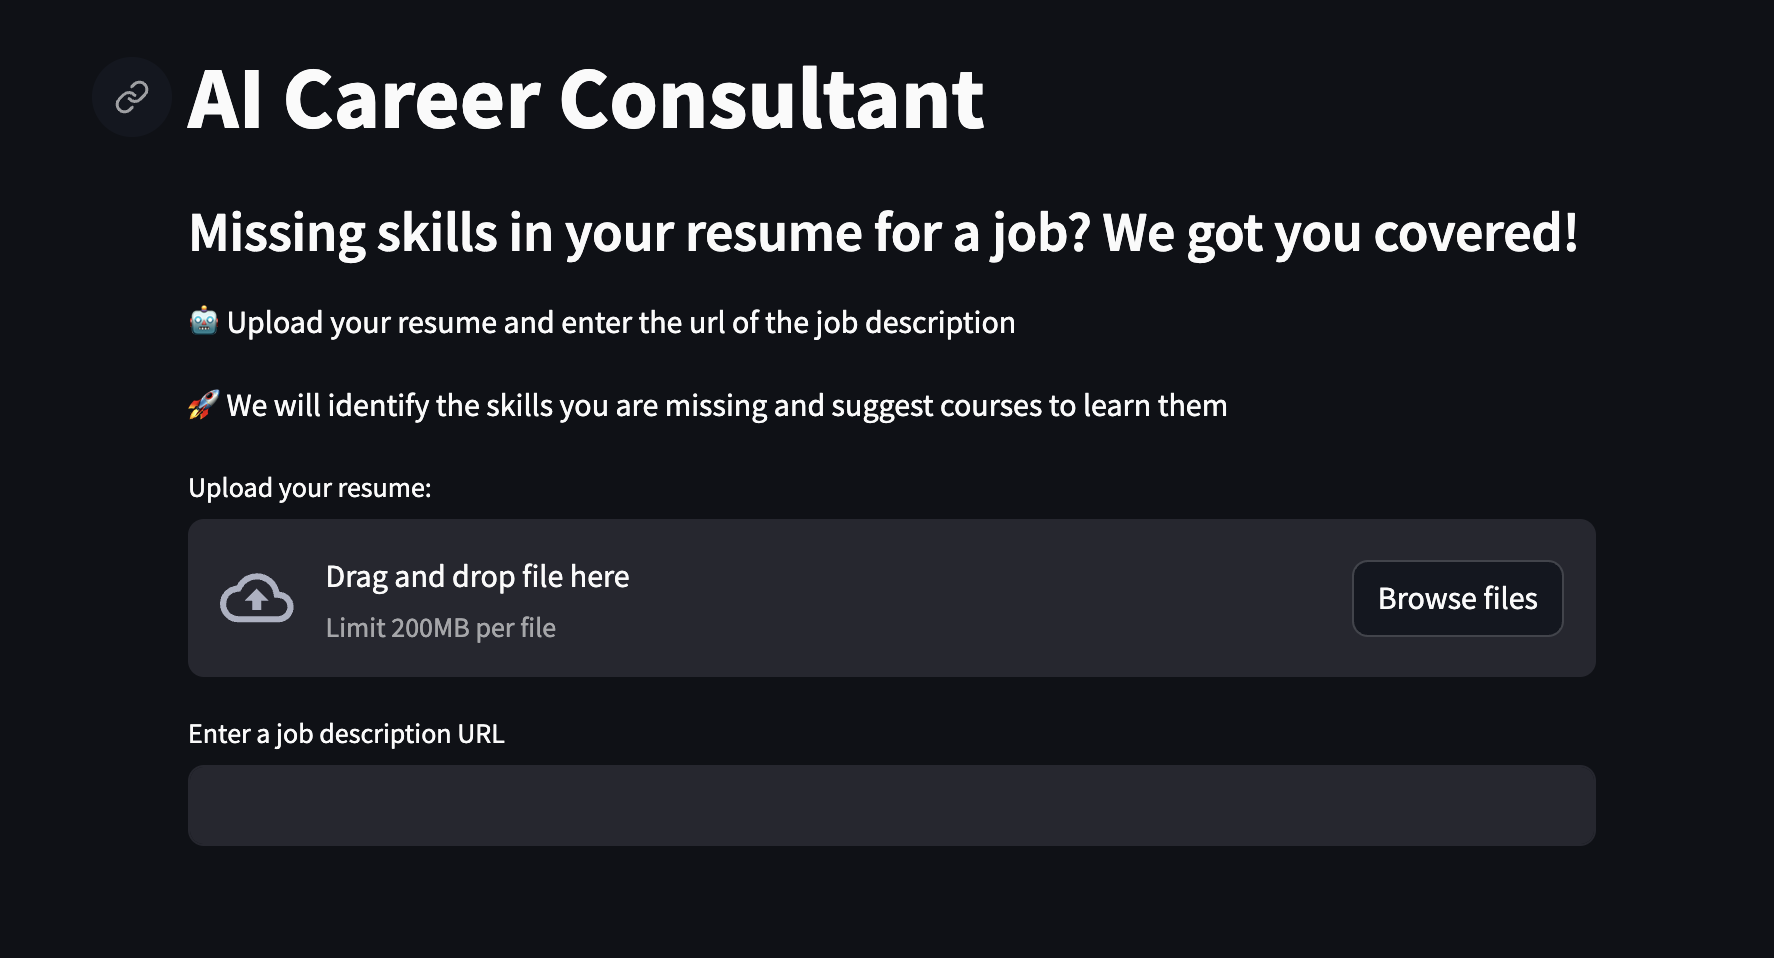 AI Career Consultant
Missing skills in your resume for a job? We got you covered!
🤖 Upload your resume and enter the url of the job description
🚀 We will identify the skills you are missing and suggest courses to learn them
Upload your resume:
Drag and drop file here
Limit 200MB per file
Browse files
Enter a job description URL